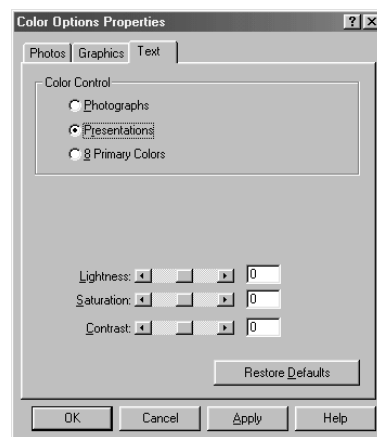 Color Options Properties
Photos Graphics Text
Color Control
Photographs
Presentations
8 Primary Colors
Lightness: 0
Saturation: 0
Contrast: 0
Restore Defaults
OK Cancel Apply Help